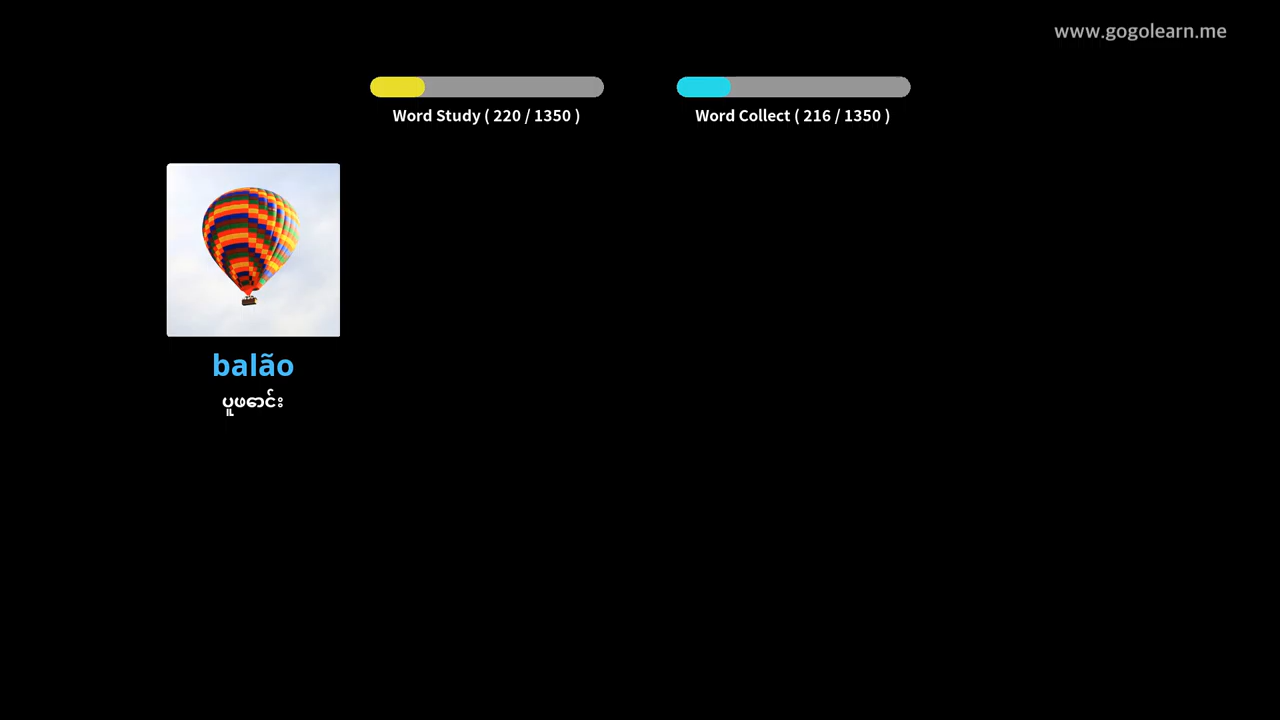 www.gogolearn.me
Word Study ( 220 / 1350 )
Word Collect ( 216 / 1350 )
balão
ပူဖောင်း